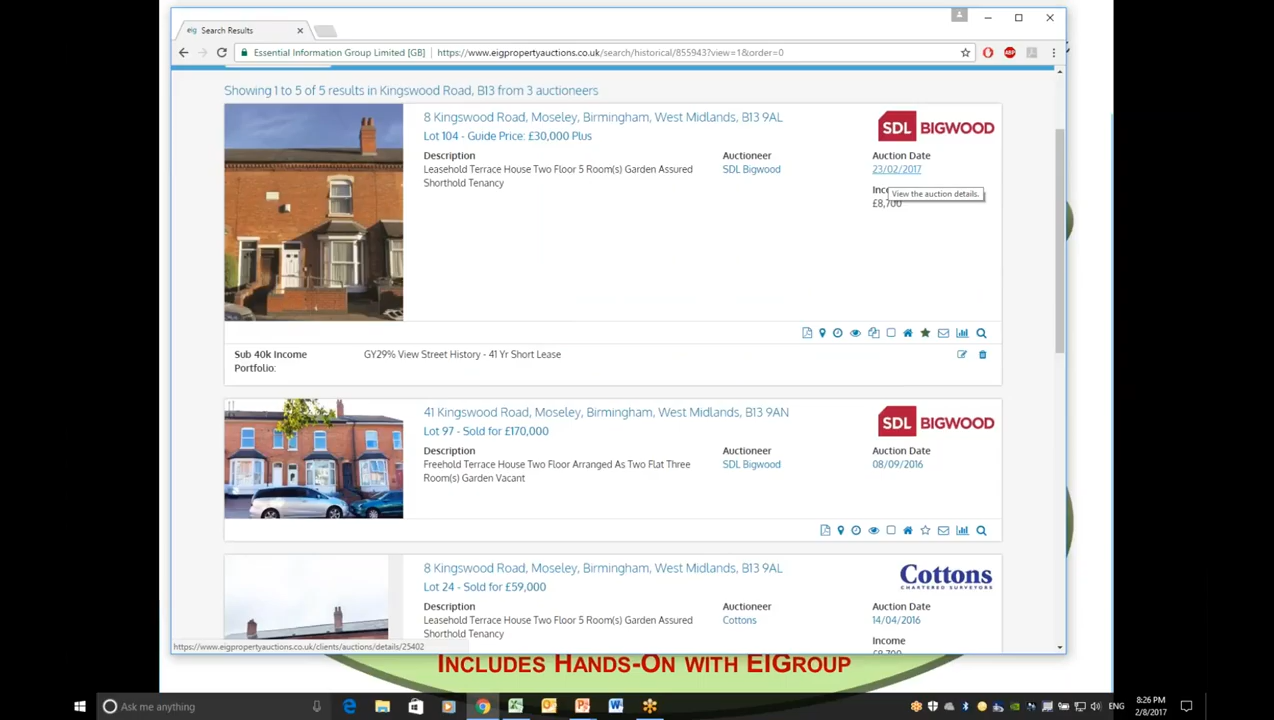 eig Search Results
Essential Information Group Limited [GB] https://www.eigpropertyauctions.co.uk/search/historical/855943?view=1&order=0
ABP
Showing 1 to 5 of 5 results in Kingswood Road, B13 from 3 auctioneers
8 Kingswood Road, Moseley, Birmingham, West Midlands, B13 9AL
Lot 104 - Guide Price: £30,000 Plus
SDL BIGWOOD
Description
Auctioneer
Auction Date
Leasehold Terrace House Two Floor 5 Room(s) Garden Assured
Shorthold Tenancy
SDL Bigwood
23/02/2017
View the auction details.
£8,700
Sub 40k Income
Portfolio:
GY29% View Street History - 41 Yr Short Lease
41 Kingswood Road, Moseley, Birmingham, West Midlands, B13 9AN
Lot 97 - Sold for £170,000
SDL BIGWOOD
Description
Auctioneer
Auction Date
Freehold Terrace House Two Floor Arranged As Two Flat Three
Room(s) Garden Vacant
SDL Bigwood
08/09/2016
8 Kingswood Road, Moseley, Birmingham, West Midlands, B13 9AL
Lot 24 - Sold for £59,000
Cottons
CHARTERED SURVEYORS
Description
Auctioneer
Auction Date
Leasehold Terrace House Two Floor 5 Room(s) Garden Assured
Shorthold Tenancy
Cottons
14/04/2016
Income
£8,700
https://www.eigpropertyauctions.co.uk/clients/auctions/details/25402
INCLUDES HANDS-ON WITH EIGROUP
Ask me anything
ENG
8:26 PM
2/8/2017